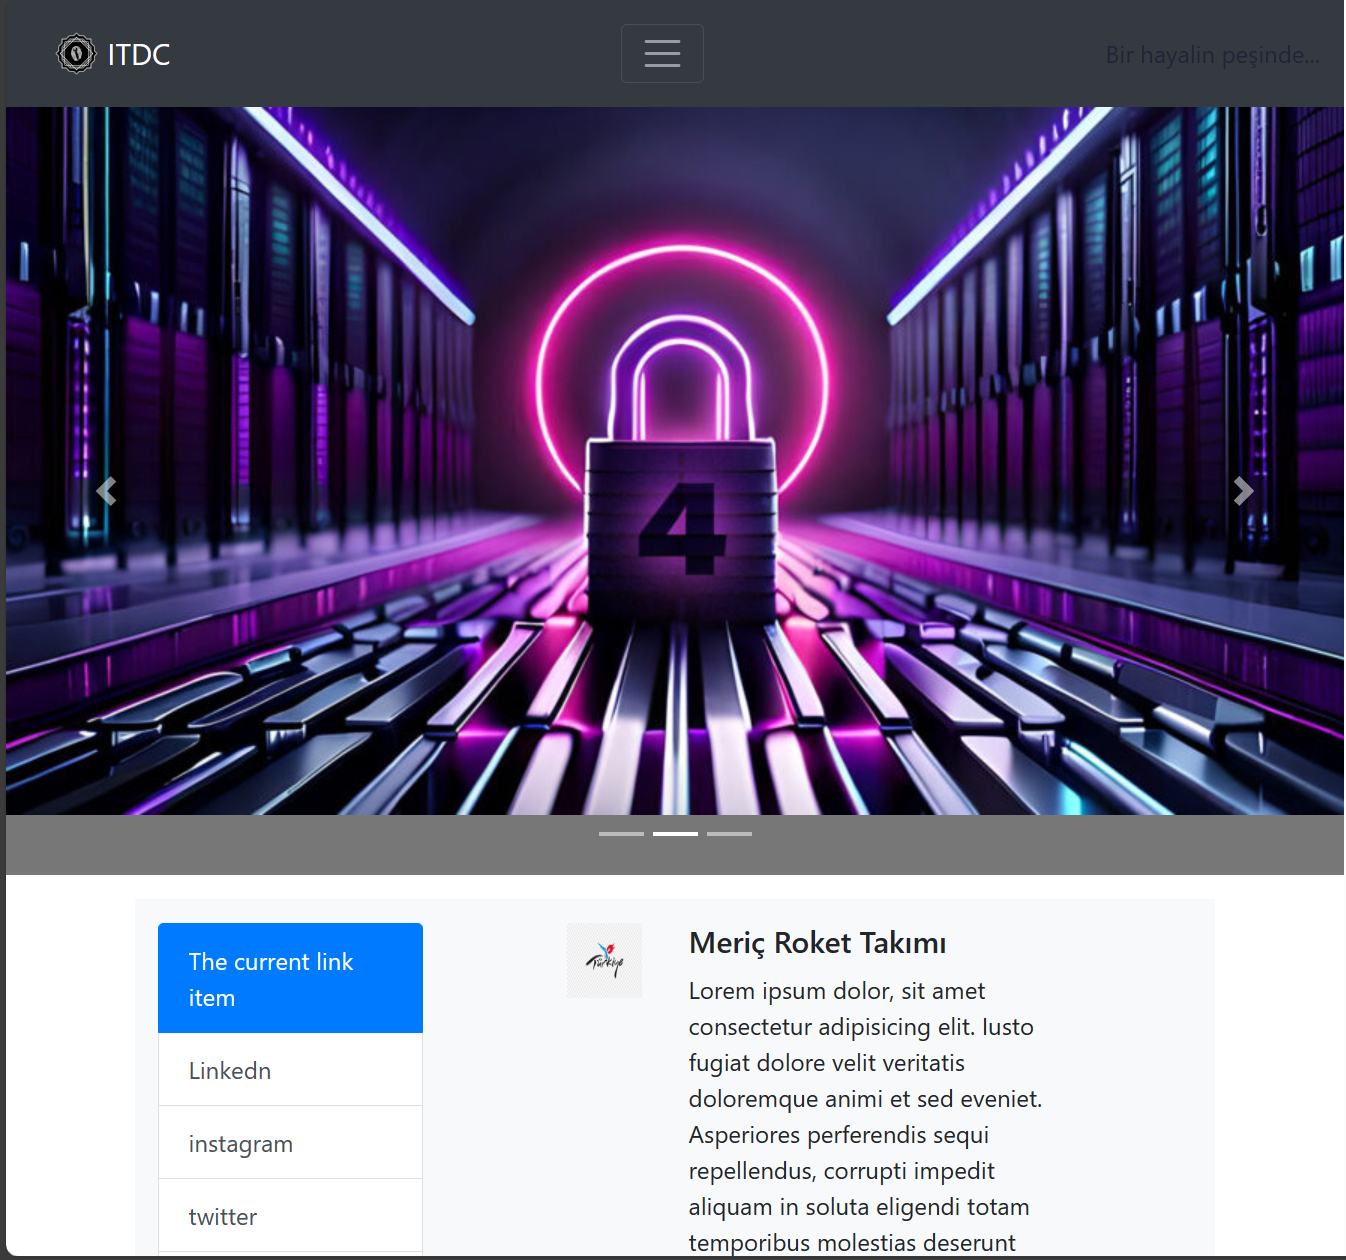 ITDC
Bir hayalin peşinde...
4
The current link
item
Linkedn
instagram
twitter
Türkiye
Meriç Roket Takımı
Lorem ipsum dolor, sit amet
consectetur adipisicing elit. Iusto
fugiat dolore velit veritatis
doloremque animi et sed eveniet.
Asperiores perferendis sequi
repellendus, corrupti impedit
aliquam in soluta eligendi totam
temporibus molestias deserunt